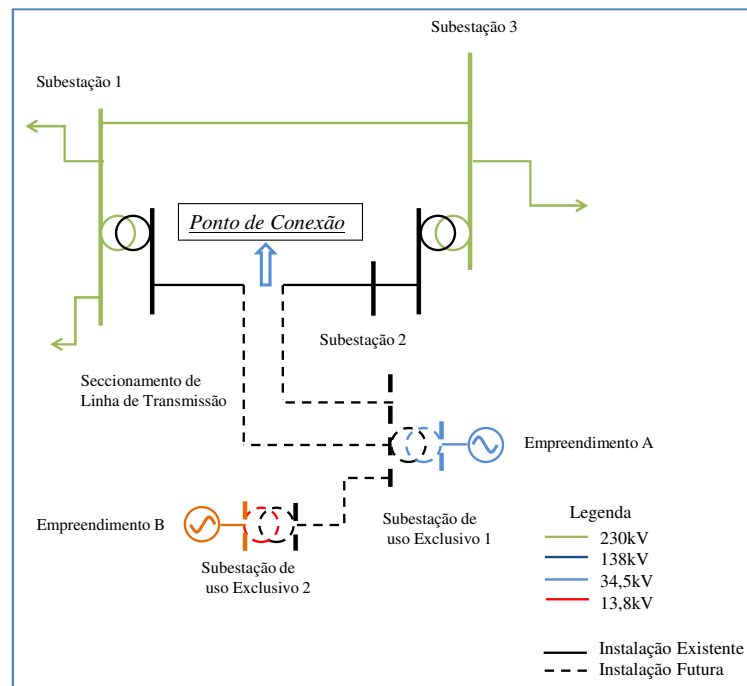 Subestação 3
Subestação 1
Ponto de Conexão
Subestação 2
Seccionamento de
Linha de Transmissão
Empreendimento A
Empreendimento B
Subestação de
uso Exclusivo 1
Subestação de
uso Exclusivo 2
Legenda
230kV
138kV
34,5kV
13,8kV
Instalação Existente
Instalação Futura